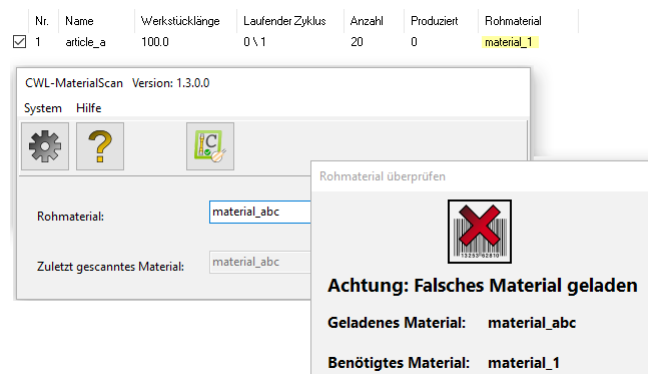 Nr. Name Werkstücklänge Laufender Zyklus Anzahl Produziert Rohmaterial
1 article_a 100.0 0 \ 1 20 0 material_1
CWL-MaterialScan Version: 1.3.0.0
System Hilfe
Rohmaterial: material_abc
Zuletzt gescanntes Material: material_abc
Rohmaterial überprüfen
Achtung: Falsches Material geladen
Geladenes Material: material_abc
Benötigtes Material: material_1